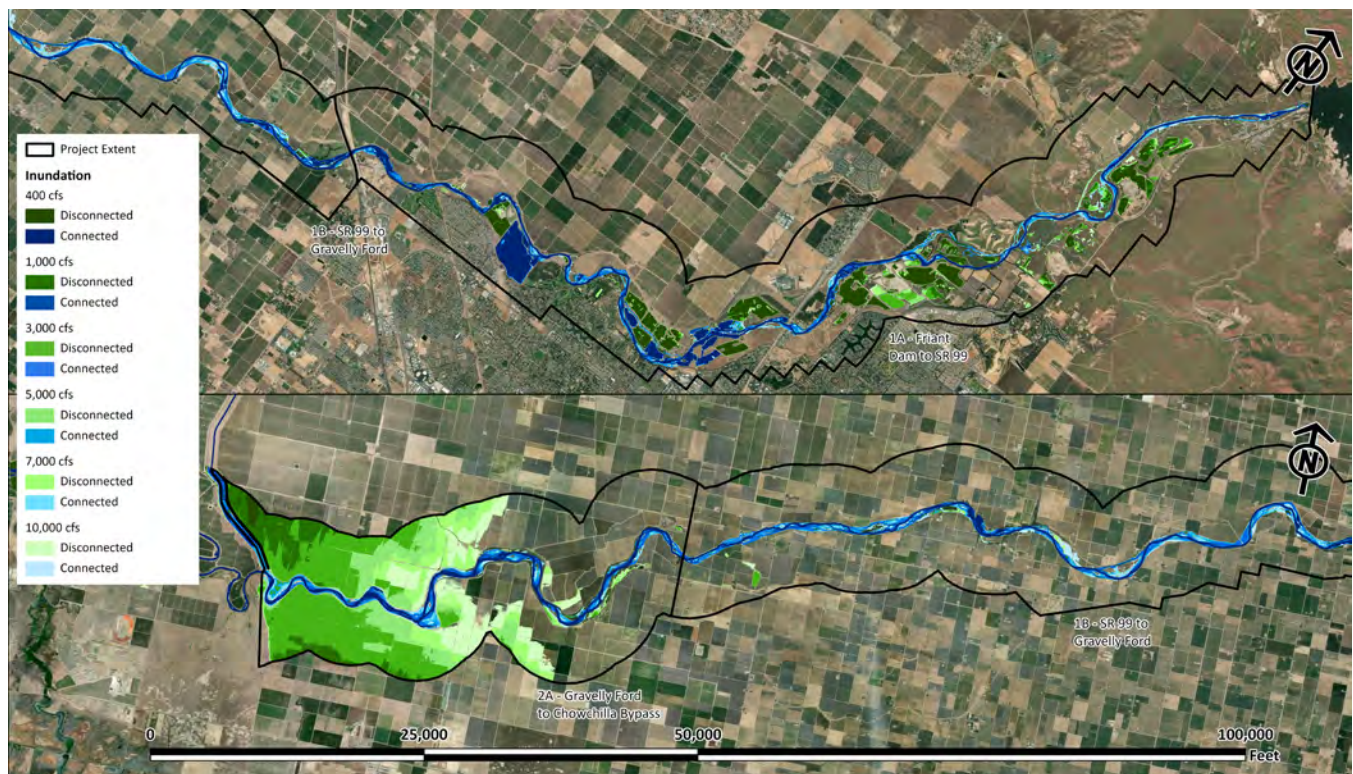 N
Project Extent
Inundation
400 cfs
Disconnected
Connected
1,000 cfs
Disconnected
Connected
3,000 cfs
Disconnected
Connected
5,000 cfs
Disconnected
Connected
7,000 cfs
Disconnected
Connected
10,000 cfs
Disconnected
Connected
1B - SR 99 to
Gravelly Ford
1A - Friant
Dam to SR 99
N
1B - SR 99 to
Gravelly Ford
2A - Gravelly Ford
to Chowchilla Bypass
0
25,000
50,000
100,000
Feet